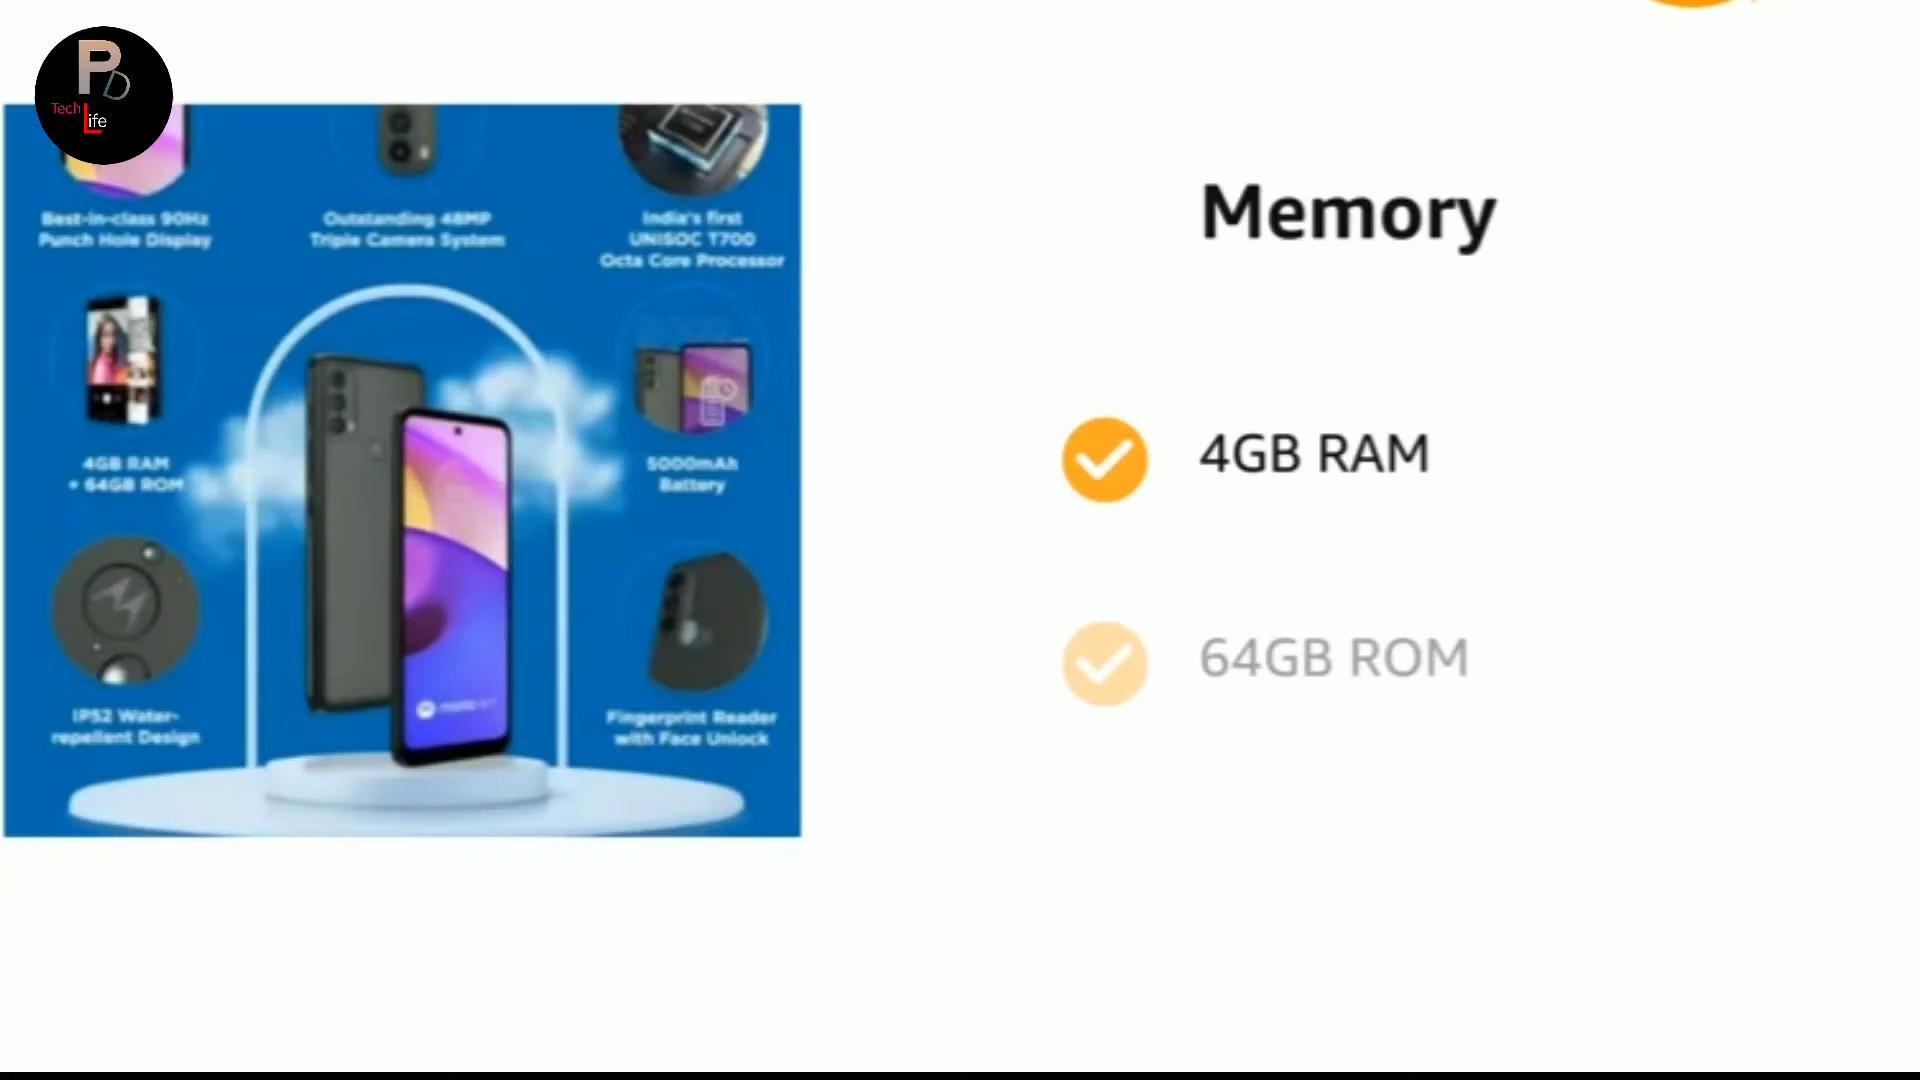 P
D
Tech
Life
Best-in-class 90Hz
Punch Hole Display
Outstanding 48MP
Triple Camera System
India's first
UNISOC T700
Octa Core Processor
4GB RAM
+ 64GB ROM
5000mAh
Battery
IP52 Water-
repellent Design
Fingerprint Reader
with Face Unlock
Memory
4GB RAM
64GB ROM